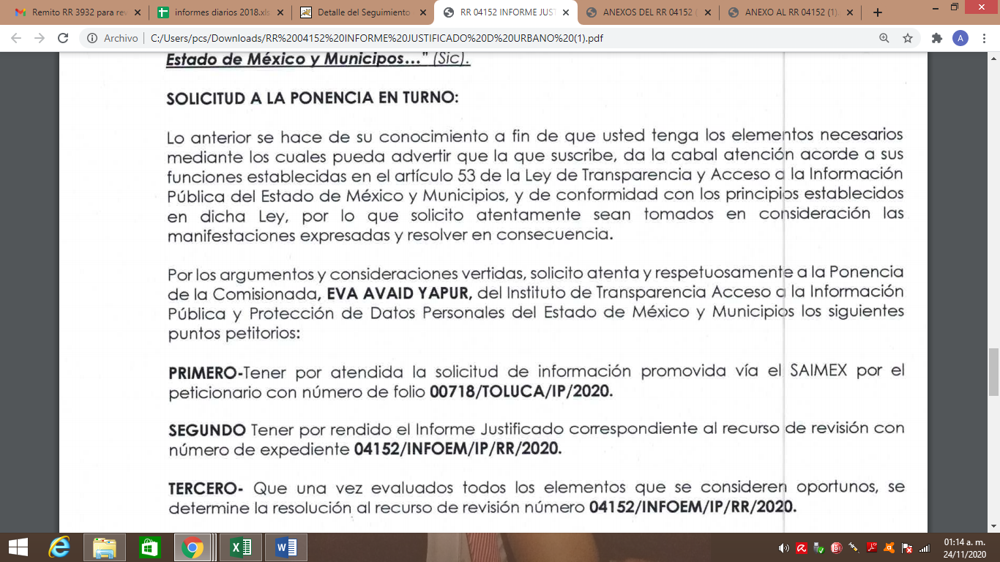 Remito RR 3932 para rev
informes diarios 2018.xls
Detalle del Seguimiento
RR 04152 INFORME JUST
ANEXOS DEL RR 04152 (
ANEXO AL RR 04152 (1).
Archivo
C:/Users/pcs/Downloads/RR%2004152%20INFORME%20JUSTIFICADO%20D%20URBANO%20(1).pdf
A
Estado de México y Municipos..." (Sic).
SOLICITUD A LA PONENCIA EN TURNO:
Lo anterior se hace de su conocimiento a fin de que usted tenga los elementos necesarios
mediante los cuales pueda advertir que la que suscribe, da la cabal atención acorde a sus
funciones establecidas en el artículo 53 de la Ley de Transparencia y Acceso a la Información
Pública del Estado de México y Municipios, y de conformidad con los principios establecidos
en dicha Ley, por lo que solicito atentamente sean tomados en consideración las
manifestaciones expresadas y resolver en consecuencia.
Por los argumentos y consideraciones vertidas, solicito atenta y respetuosamente a la Ponencia
de la Comisionada, EVA AVAID YAPUR, del Instituto de Transparencia Acceso a la Información
Pública y Protección de Datos Personales del Estado de México y Municipios los siguientes
puntos petitorios:
PRIMERO-Tener por atendida la solicitud de información promovida vía el SAIMEX por el
peticionario con número de folio 00718/TOLUCA/IP/2020.
SEGUNDO Tener por rendido el Informe Justificado correspondiente al recurso de revisión con
número de expediente 04152/INFOEM/IP/RR/2020.
TERCERO- Que una vez evaluados todos los elementos que se consideren oportunos, se
determine la resolución al recurso de revisión número 04152/INFOEM/IP/RR/2020.
01:14 a. m.
24/11/2020